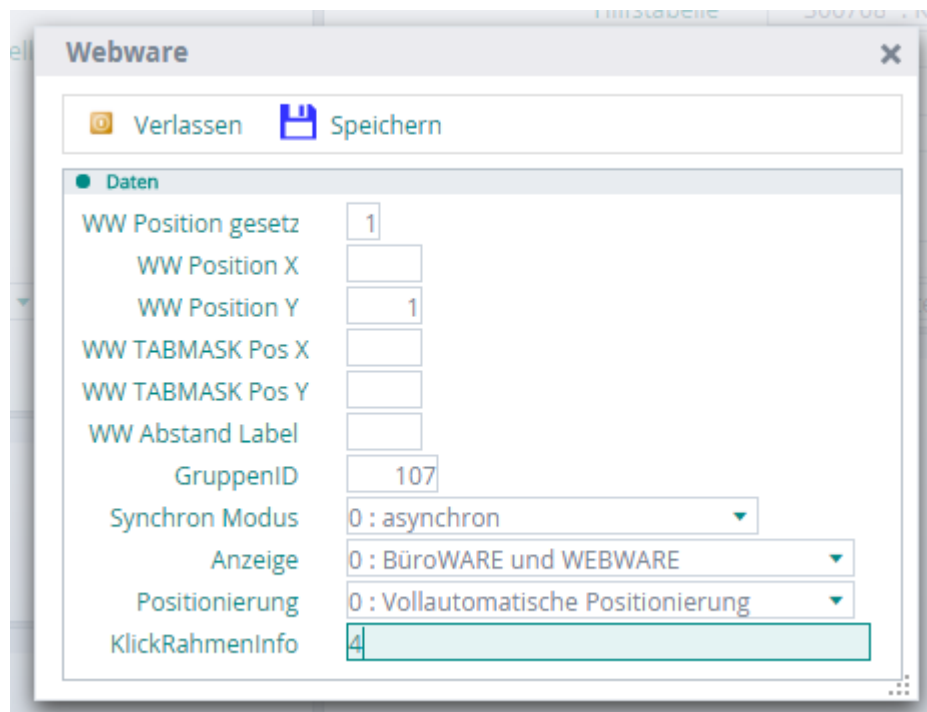 Hilfstabelle
Webware
Verlassen Speichern
Daten
WW Position gesetz 1
WW Position X
WW Position Y 1
WW TABMASK Pos X
WW TABMASK Pos Y
WW Abstand Label
GruppenID 107
Synchron Modus 0 : asynchron
Anzeige 0 : BüroWARE und WEBWARE
Positionierung 0 : Vollautomatische Positionierung
KlickRahmenInfo 4